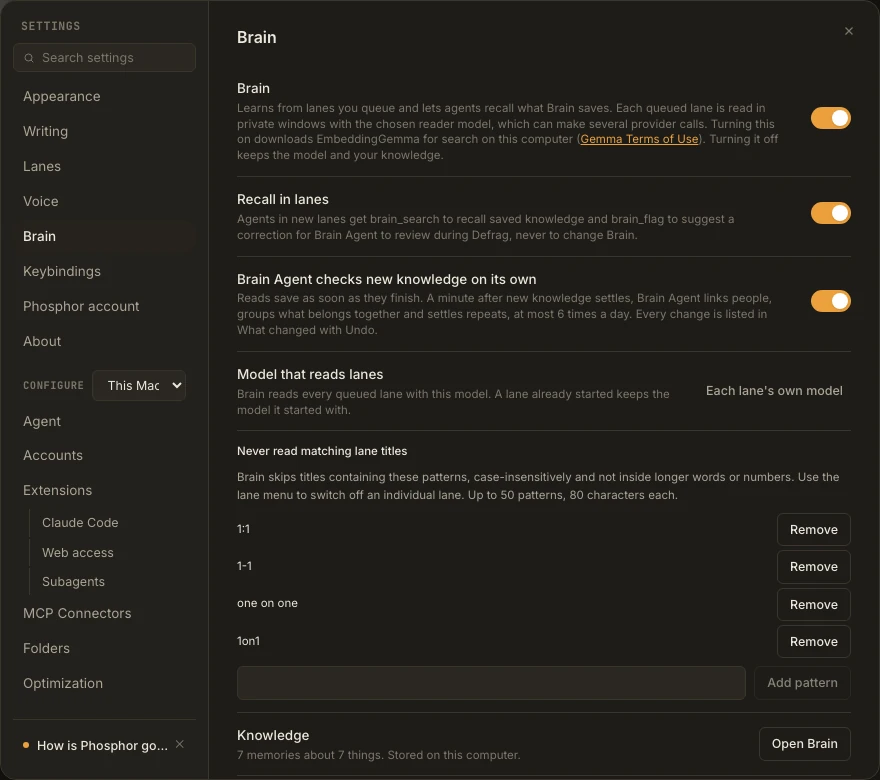 SETTINGS
Search settings
Appearance
Writing
Lanes
Voice
Brain
Keybindings
Phosphor account
About
CONFIGURE
This Mac
Agent
Accounts
Extensions
Claude Code
Web access
Subagents
MCP Connectors
Folders
Optimization
How is Phosphor go...
Brain
Brain
Learns from lanes you queue and lets agents recall what Brain saves. Each queued lane is read in
private windows with the chosen reader model, which can make several provider calls. Turning this
on downloads EmbeddingGemma for search on this computer (Gemma Terms of Use). Turning it off
keeps the model and your knowledge.
Recall in lanes
Agents in new lanes get brain_search to recall saved knowledge and brain_flag to suggest a
correction for Brain Agent to review during Defrag, never to change Brain.
Brain Agent checks new knowledge on its own
Reads save as soon as they finish. A minute after new knowledge settles, Brain Agent links people,
groups what belongs together and settles repeats, at most 6 times a day. Every change is listed in
What changed with Undo.
Model that reads lanes
Brain reads every queued lane with this model. A lane already started keeps the
model it started with.
Each lane's own model
Never read matching lane titles
Brain skips titles containing these patterns, case-insensitively and not inside longer words or numbers. Use the
lane menu to switch off an individual lane. Up to 50 patterns, 80 characters each.
1:1
Remove
1-1
Remove
one on one
Remove
1on1
Remove
Add pattern
Knowledge
7 memories about 7 things. Stored on this computer.
Open Brain